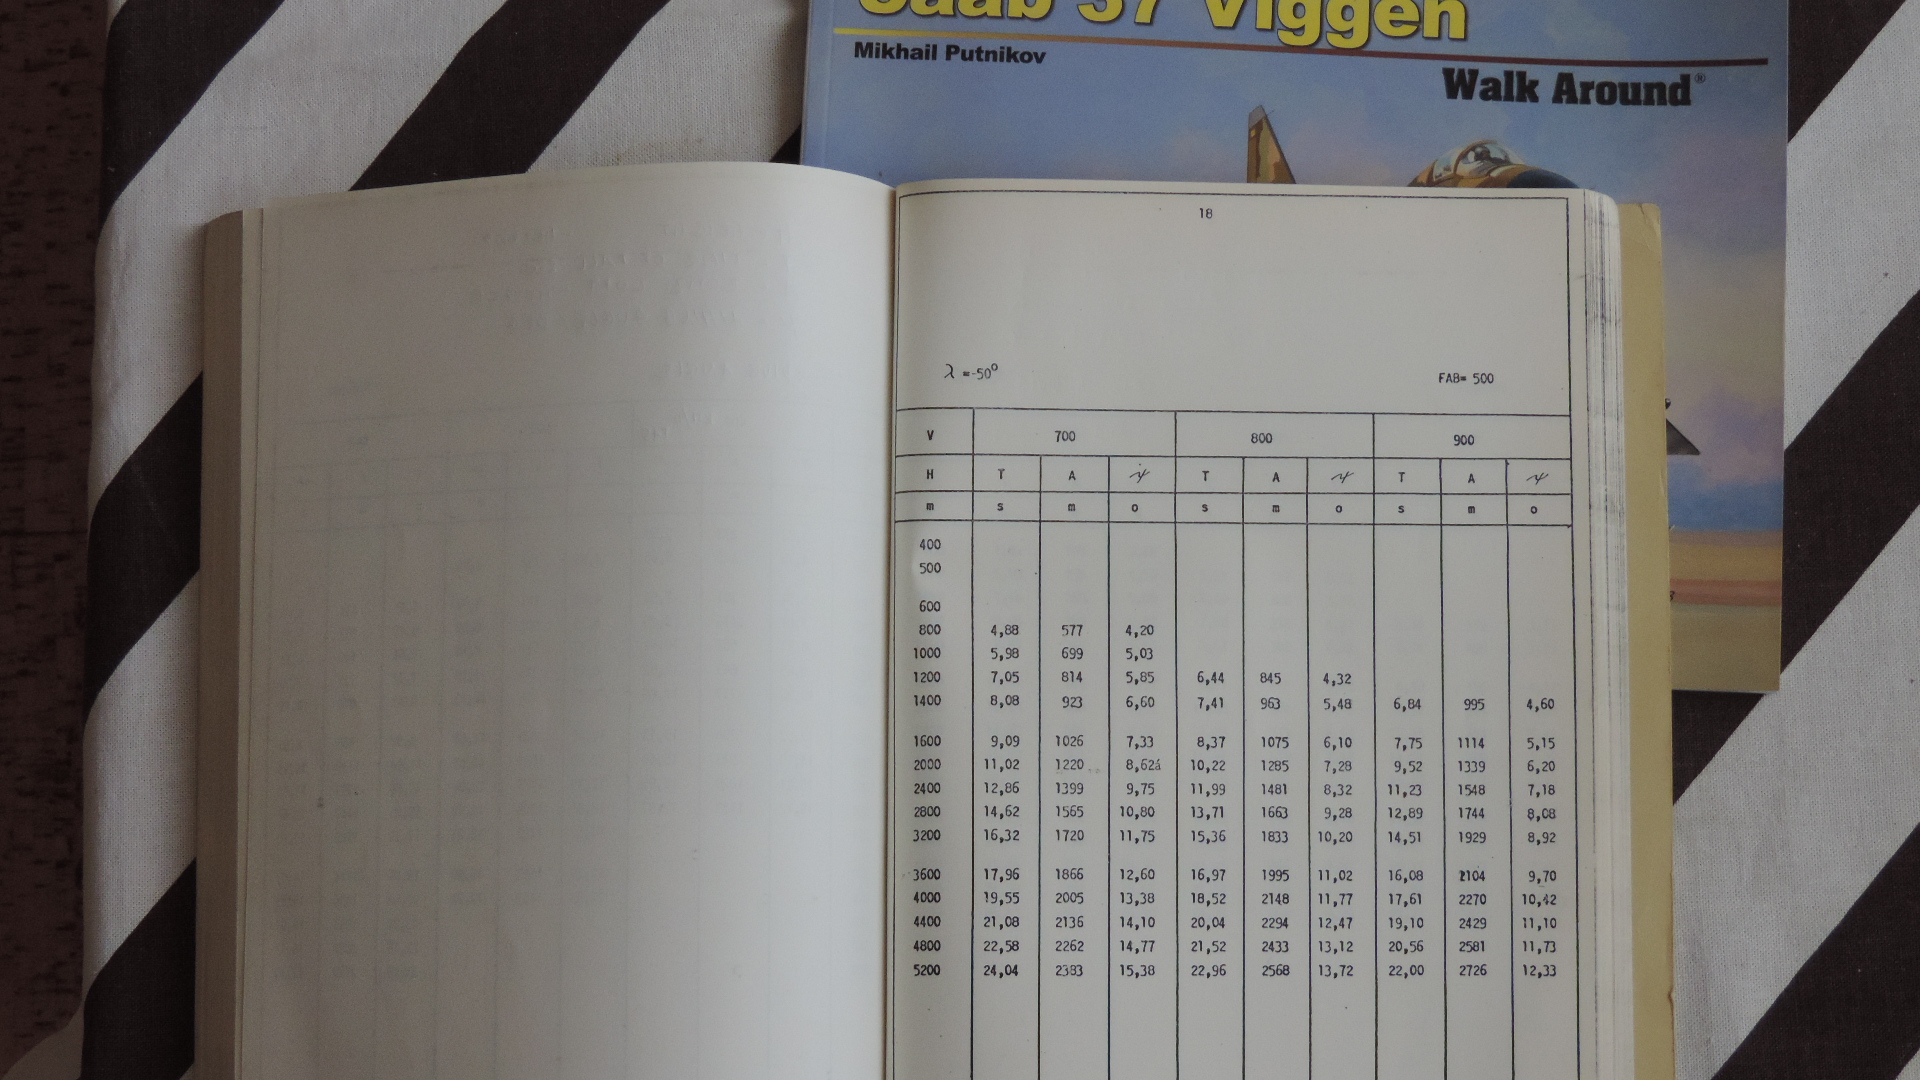 Saab 37 Viggen
Mikhail Putnikov
Walk Around®
18
λ =-50⁰ FAB= 500
V 700 800 900
H T A ψ T A ψ T A ψ
m s m o s m o s m o
400
500
600
800 4,88 577 4,20
1000 5,98 699 5,03
1200 7,05 814 5,85 6,44 845 4,32
1400 8,08 923 6,60 7,41 963 5,48 6,84 995 4,60
1600 9,09 1026 7,33 8,37 1075 6,10 7,75 1114 5,15
2000 11,02 1220 8,62á 10,22 1285 7,28 9,52 1339 6,20
2400 12,86 1399 9,75 11,99 1481 8,32 11,23 1548 7,18
2800 14,62 1565 10,80 13,71 1663 9,28 12,89 1744 8,08
3200 16,32 1720 11,75 15,36 1833 10,20 14,51 1929 8,92
3600 17,96 1866 12,60 16,97 1995 11,02 16,08 2104 9,70
4000 19,55 2005 13,38 18,52 2148 11,77 17,61 2270 10,42
4400 21,08 2136 14,10 20,04 2294 12,47 19,10 2429 11,10
4800 22,58 2262 14,77 21,52 2433 13,12 20,56 2581 11,73
5200 24,04 2383 15,38 22,96 2568 13,72 22,00 2726 12,33